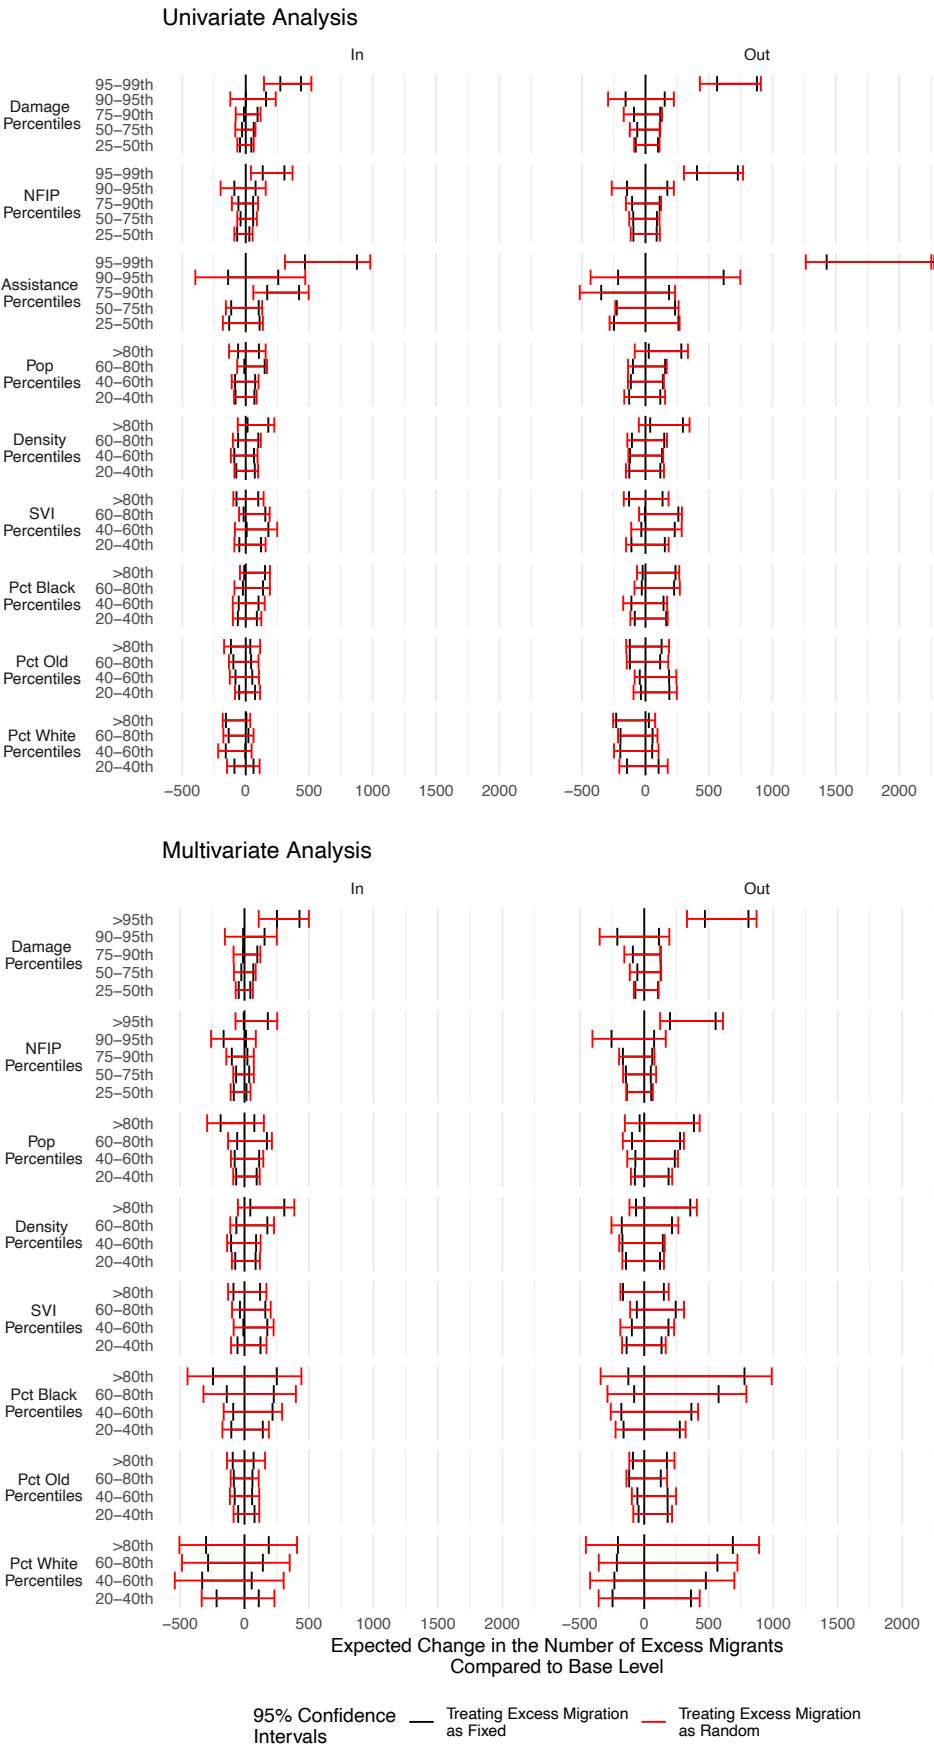 Univariate Analysis
In
Out
Damage
Percentiles
95−99th
90−95th
75−90th
50−75th
25−50th
NFIP
Percentiles
95−99th
90−95th
75−90th
50−75th
25−50th
Assistance
Percentiles
95−99th
90−95th
75−90th
50−75th
25−50th
Pop
Percentiles
>80th
60−80th
40−60th
20−40th
Density
Percentiles
>80th
60−80th
40−60th
20−40th
SVI
Percentiles
>80th
60−80th
40−60th
20−40th
Pct Black
Percentiles
>80th
60−80th
40−60th
20−40th
Pct Old
Percentiles
>80th
60−80th
40−60th
20−40th
Pct White
Percentiles
>80th
60−80th
40−60th
20−40th
−500 0 500 1000 1500 2000
−500 0 500 1000 1500 2000
Multivariate Analysis
In
Out
Damage
Percentiles
>95th
90−95th
75−90th
50−75th
25−50th
NFIP
Percentiles
>95th
90−95th
75−90th
50−75th
25−50th
Pop
Percentiles
>80th
60−80th
40−60th
20−40th
Density
Percentiles
>80th
60−80th
40−60th
20−40th
SVI
Percentiles
>80th
60−80th
40−60th
20−40th
Pct Black
Percentiles
>80th
60−80th
40−60th
20−40th
Pct Old
Percentiles
>80th
60−80th
40−60th
20−40th
Pct White
Percentiles
>80th
60−80th
40−60th
20−40th
−500 0 500 1000 1500 2000
−500 0 500 1000 1500 2000
Expected Change in the Number of Excess Migrants
Compared to Base Level
95% Confidence
Intervals
Treating Excess Migration
as Fixed
Treating Excess Migration
as Random